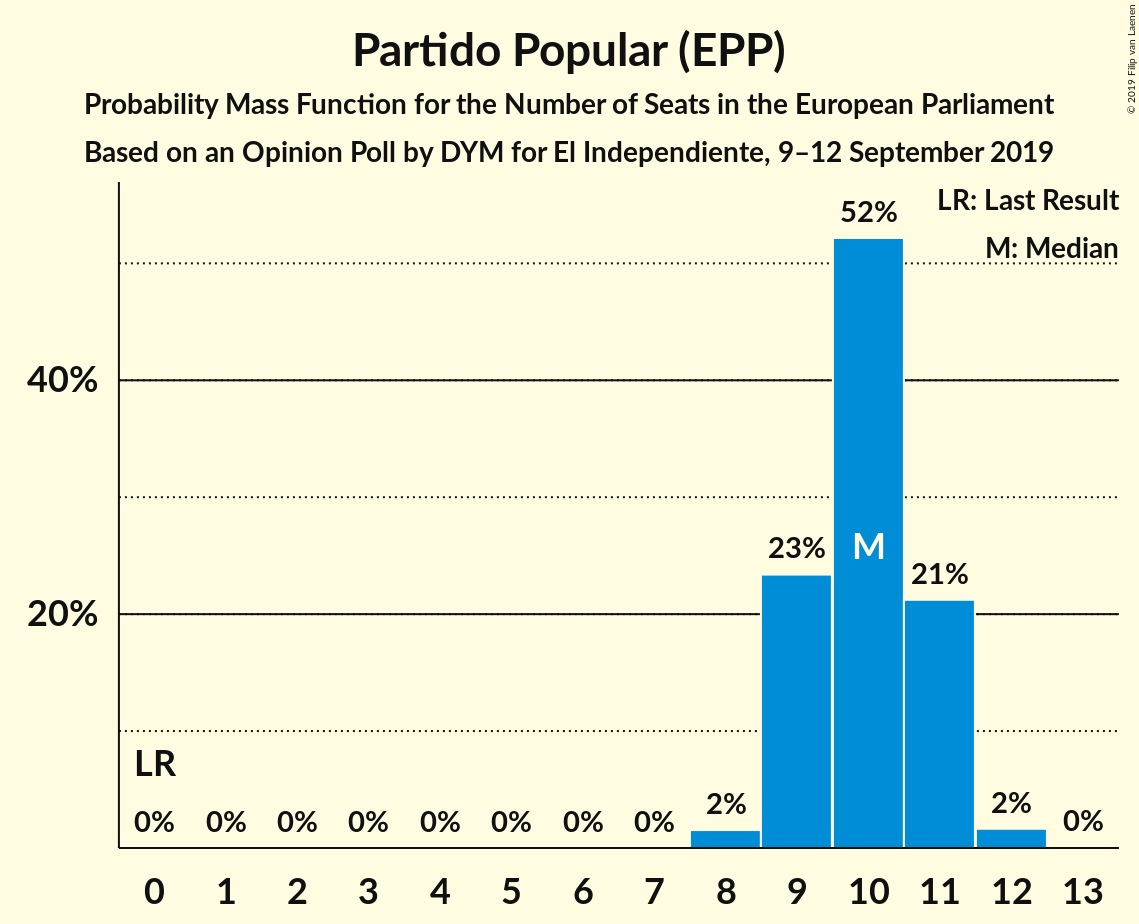 Partido Popular (EPP)
Probability Mass Function for the Number of Seats in the European Parliament
Based on an Opinion Poll by DYM for El Independiente, 9–12 September 2019
© 2019 Filip van Laenen
LR: Last Result
M: Median
52%
40%
23%
M
21%
20%
LR
0% 0% 0% 0% 0% 0% 0% 0% 2% 2% 0%
0 1 2 3 4 5 6 7 8 9 10 11 12 13